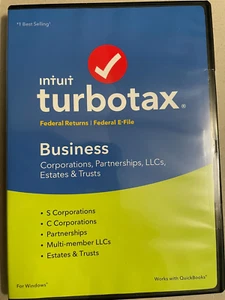 #1 Best Selling¹
intuit
turbotax®
Federal Returns | Federal E-File
Business
Corporations, Partnerships, LLCs,
Estates & Trusts
• S Corporations
• C Corporations
• Partnerships
• Multi-member LLCs
• Estates & Trusts
For Windows®
Works with QuickBooks®